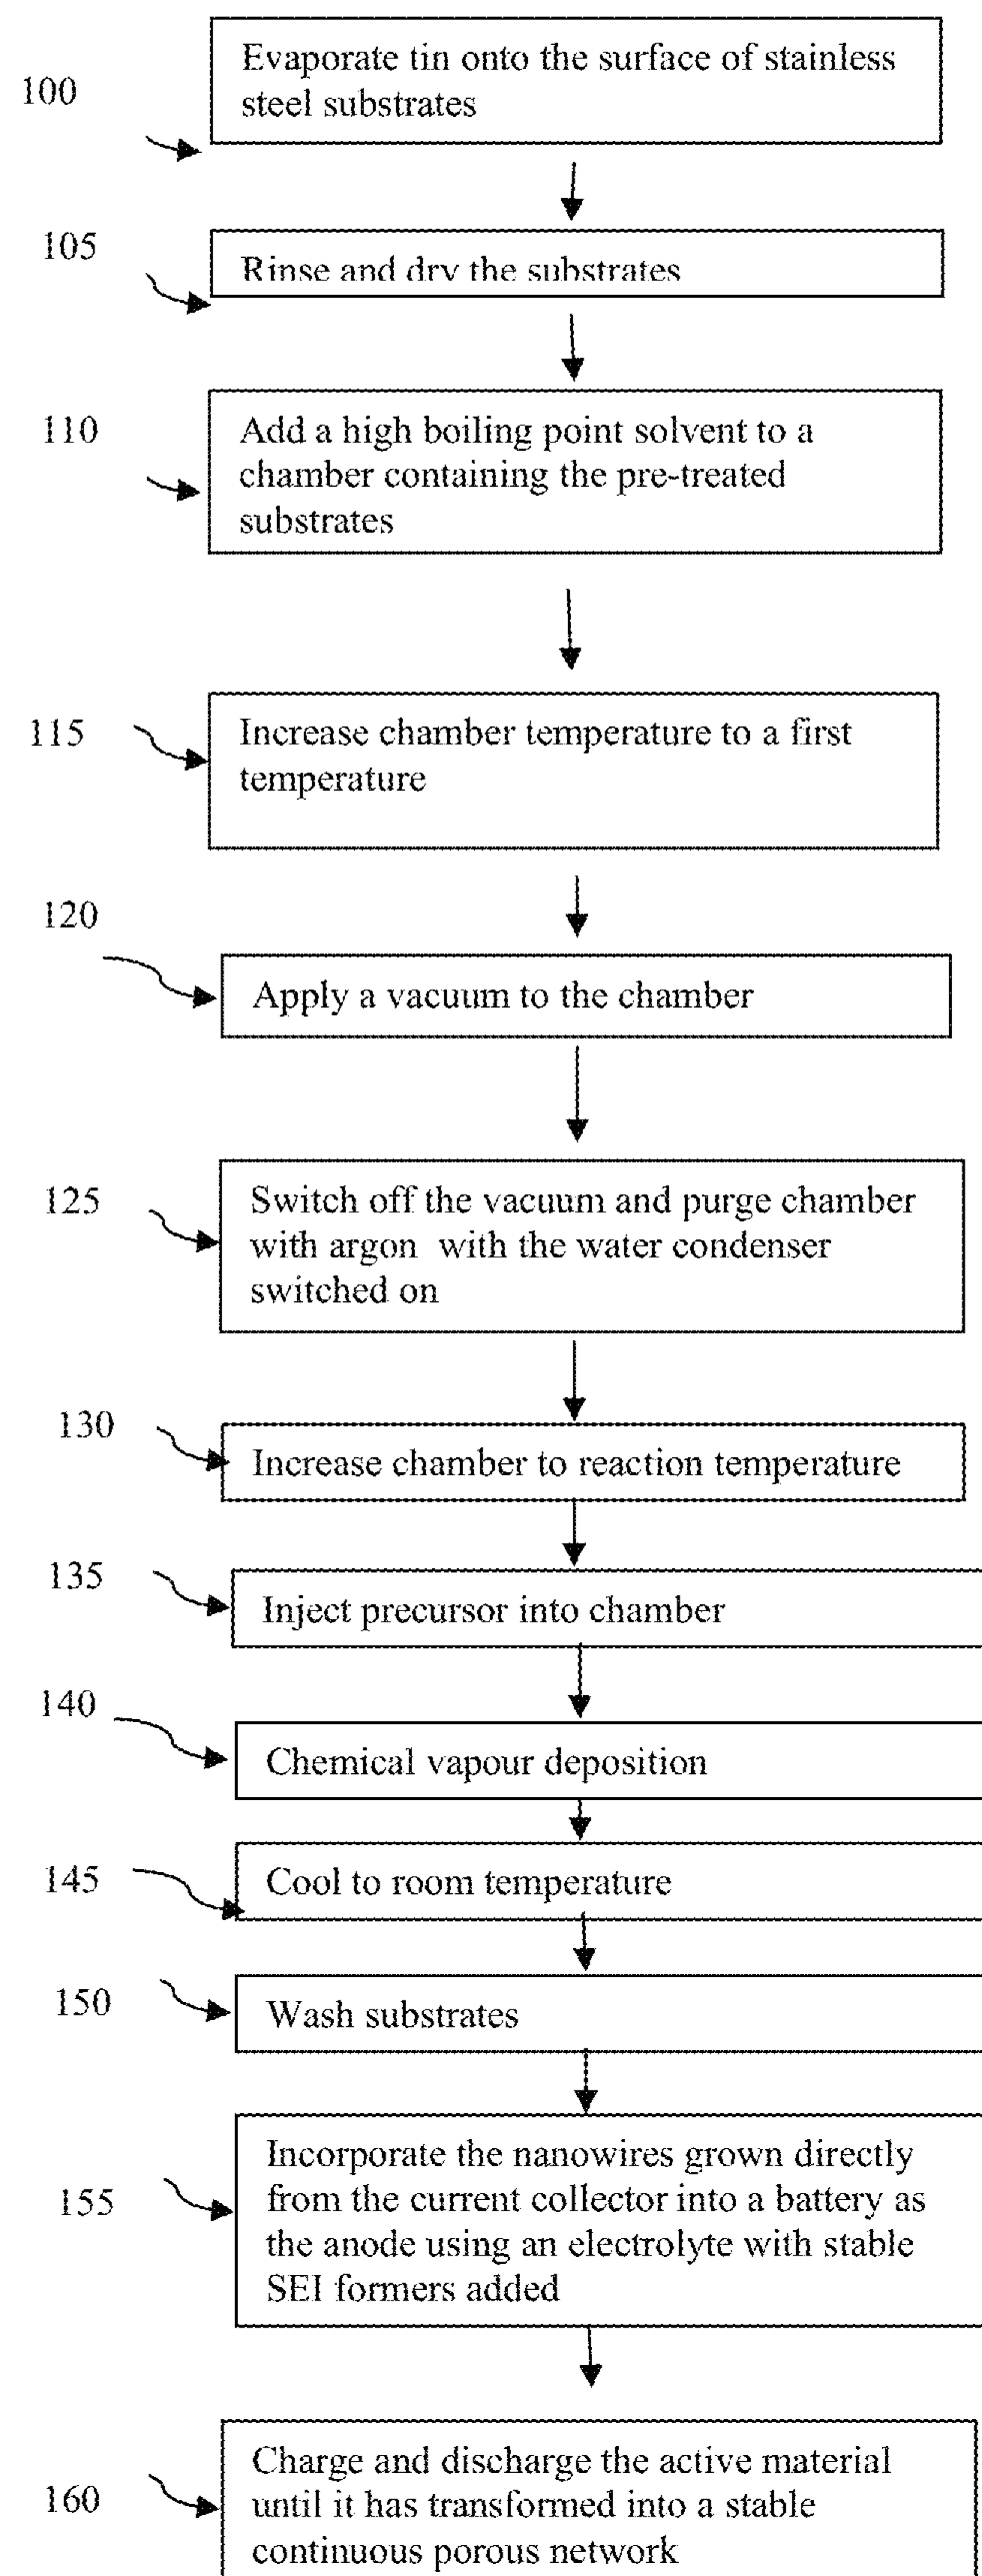 100
Evaporate tin onto the surface of stainless
steel substrates
105
Rinse and dry the substrates
110
Add a high boiling point solvent to a
chamber containing the pre-treated
substrates
115
Increase chamber temperature to a first
temperature
120
Apply a vacuum to the chamber
125
Switch off the vacuum and purge chamber
with argon with the water condenser
switched on
130
Increase chamber to reaction temperature
135
Inject precursor into chamber
140
Chemical vapour deposition
145
Cool to room temperature
150
Wash substrates
155
Incorporate the nanowires grown directly
from the current collector into a battery as
the anode using an electrolyte with stable
SEI formers added
160
Charge and discharge the active material
until it has transformed into a stable
continuous porous network